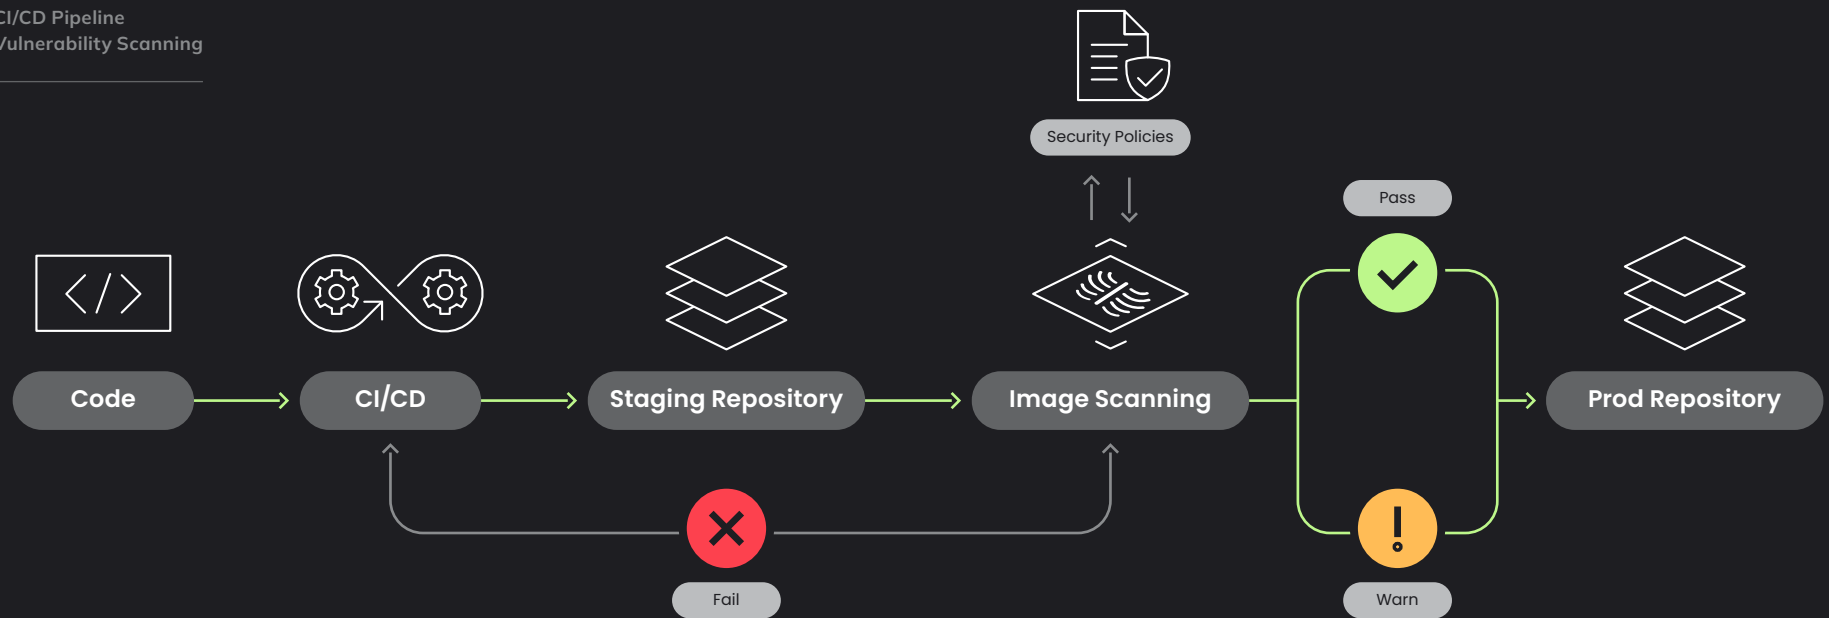 CI/CD Pipeline
Vulnerability Scanning
Security Policies
Pass
Code
CI/CD
Staging Repository
Image Scanning
Prod Repository
Fail
Warn